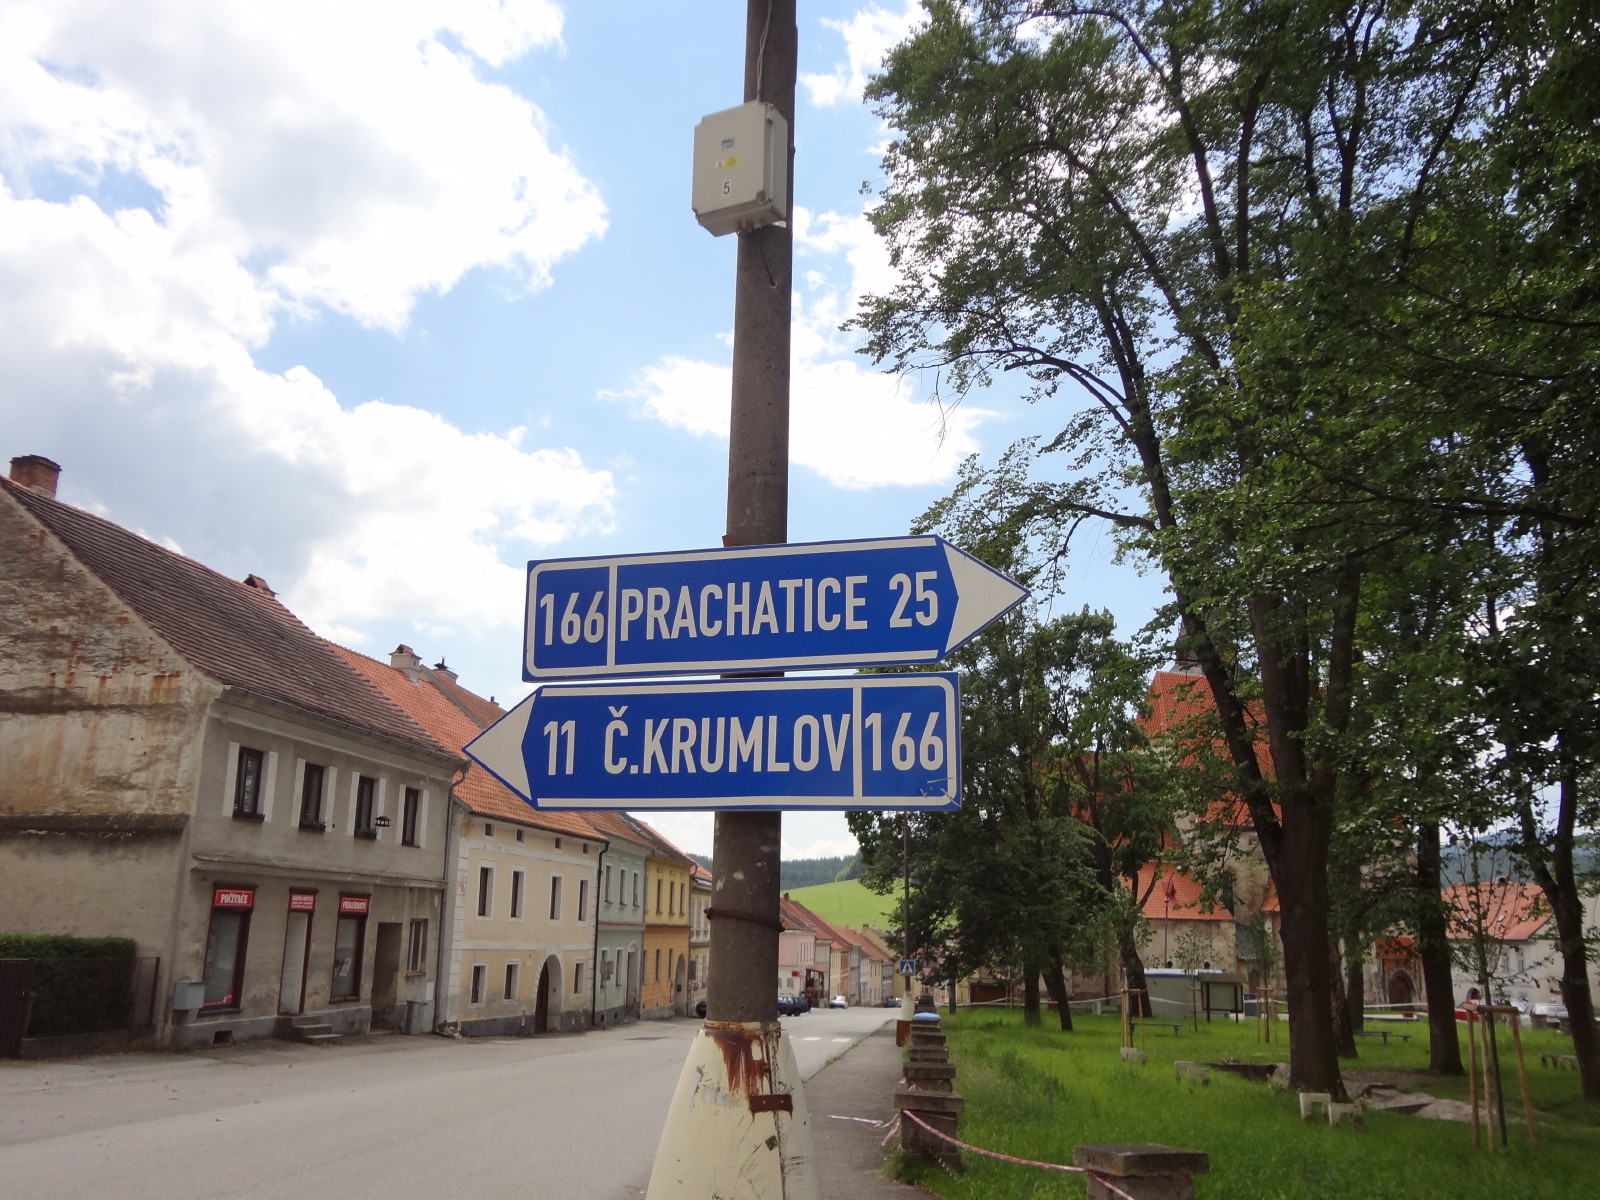 5
166 PRACHATICE 25
11 Č.KRUMLOV 166
POČÍTAČE